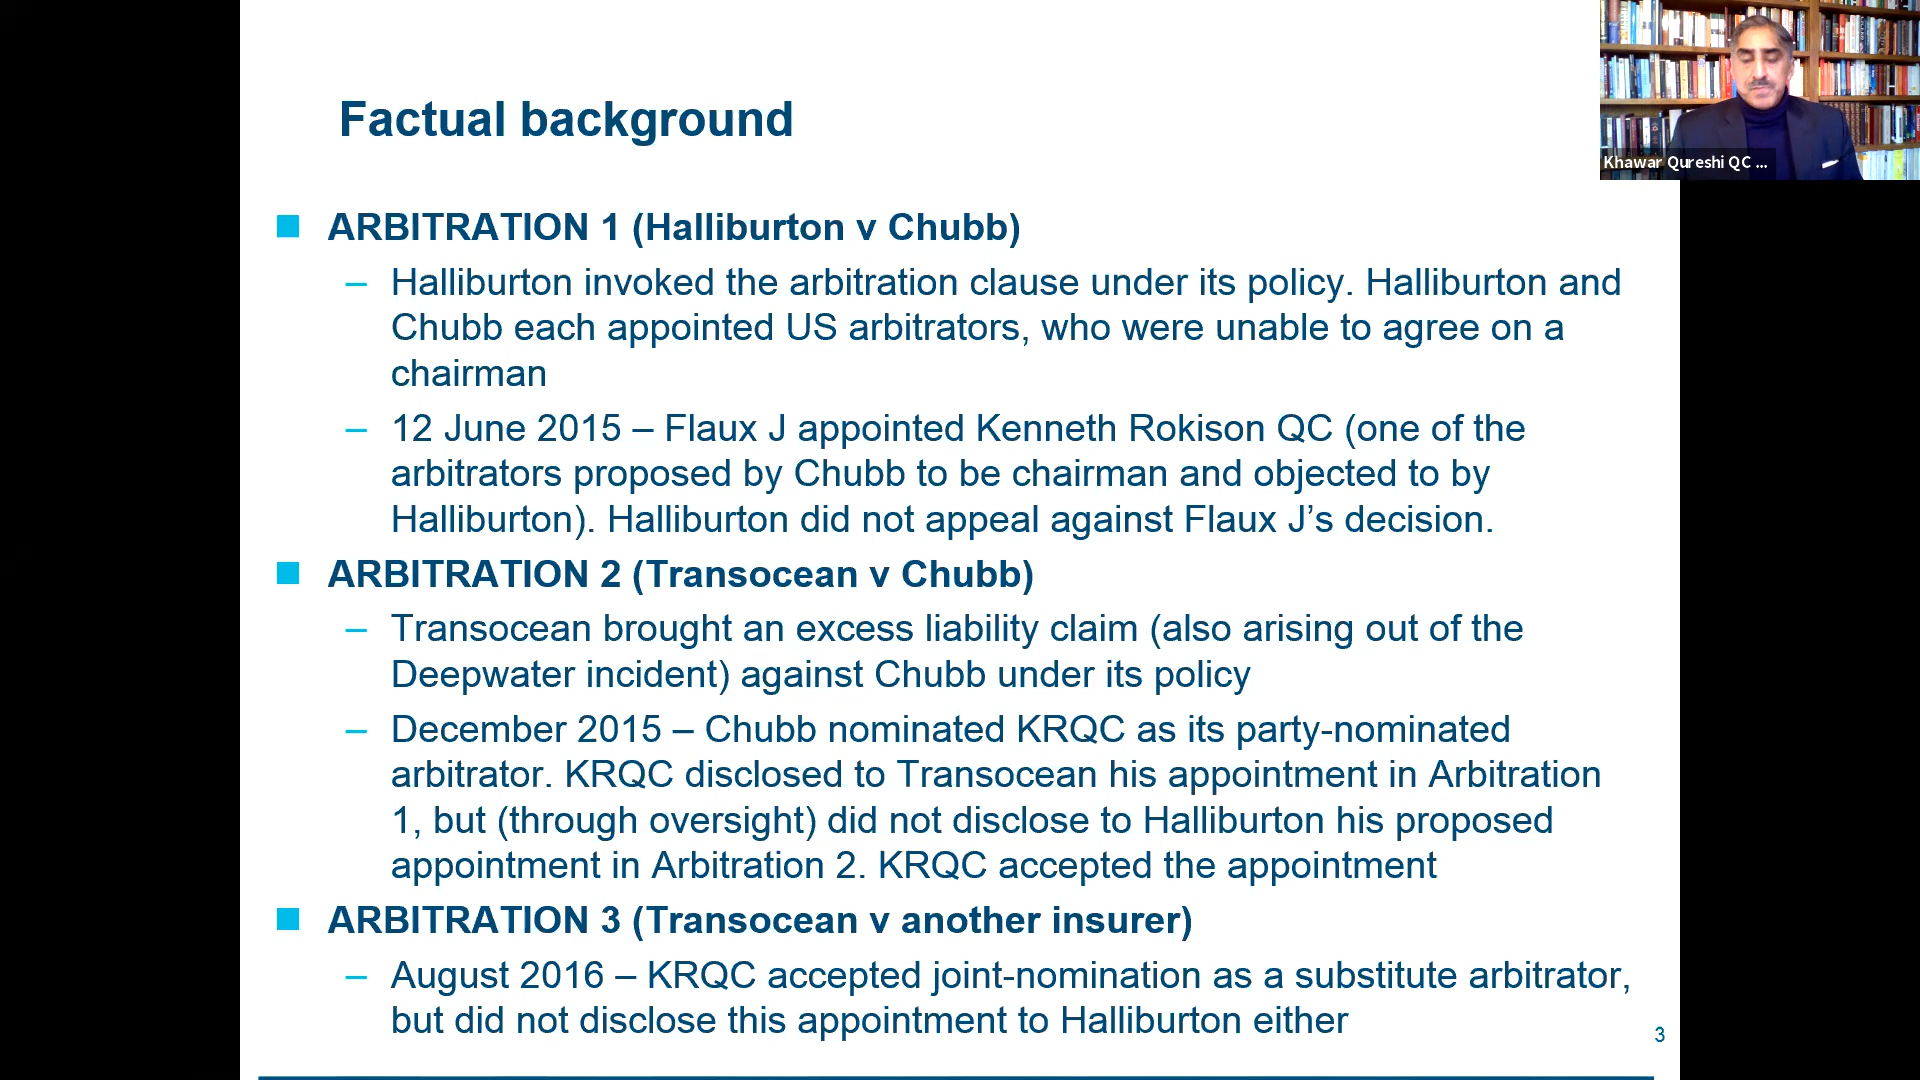 Factual background
Khawar Qureshi QC ...
ARBITRATION 1 (Halliburton v Chubb)
– Halliburton invoked the arbitration clause under its policy. Halliburton and
Chubb each appointed US arbitrators, who were unable to agree on a
chairman
– 12 June 2015 – Flaux J appointed Kenneth Rokison QC (one of the
arbitrators proposed by Chubb to be chairman and objected to by
Halliburton). Halliburton did not appeal against Flaux J’s decision.
ARBITRATION 2 (Transocean v Chubb)
– Transocean brought an excess liability claim (also arising out of the
Deepwater incident) against Chubb under its policy
– December 2015 – Chubb nominated KRQC as its party-nominated
arbitrator. KRQC disclosed to Transocean his appointment in Arbitration
1, but (through oversight) did not disclose to Halliburton his proposed
appointment in Arbitration 2. KRQC accepted the appointment
ARBITRATION 3 (Transocean v another insurer)
– August 2016 – KRQC accepted joint-nomination as a substitute arbitrator,
but did not disclose this appointment to Halliburton either
3